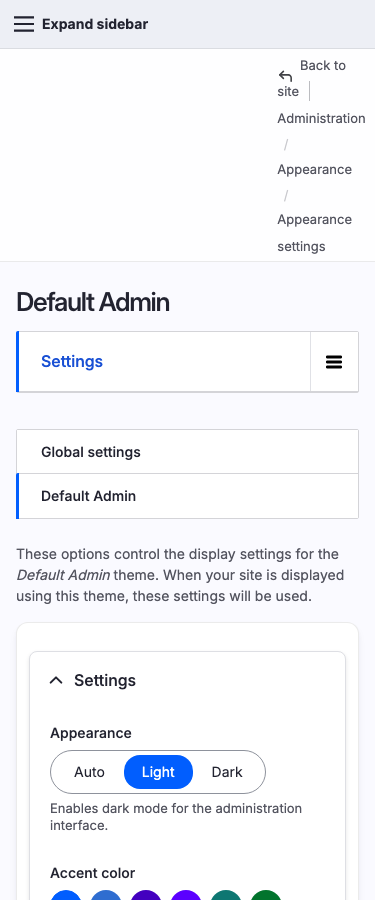 Expand sidebar
Back to
site
Administration
/
Appearance
/
Appearance
settings
Default Admin
Settings
Global settings
Default Admin
These options control the display settings for the
Default Admin theme. When your site is displayed
using this theme, these settings will be used.
Settings
Appearance
Auto Light Dark
Enables dark mode for the administration
interface.
Accent color